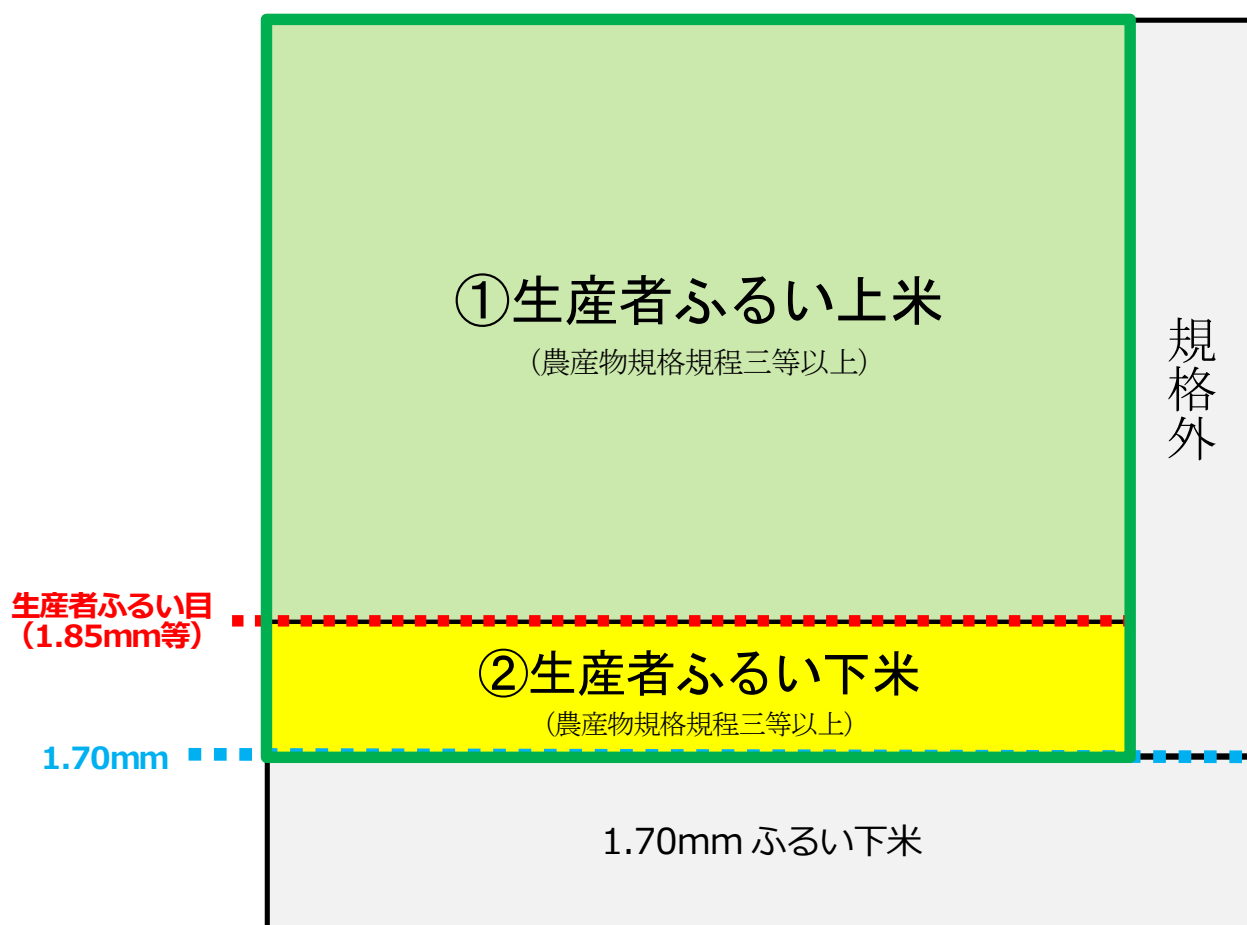 ①生産者ふるい上米
(農産物規格規程三等以上)
規格外
生産者ふるい目
(1.85mm等)
②生産者ふるい下米
(農産物規格規程三等以上)
1.70mm
1.70mm ふるい下米